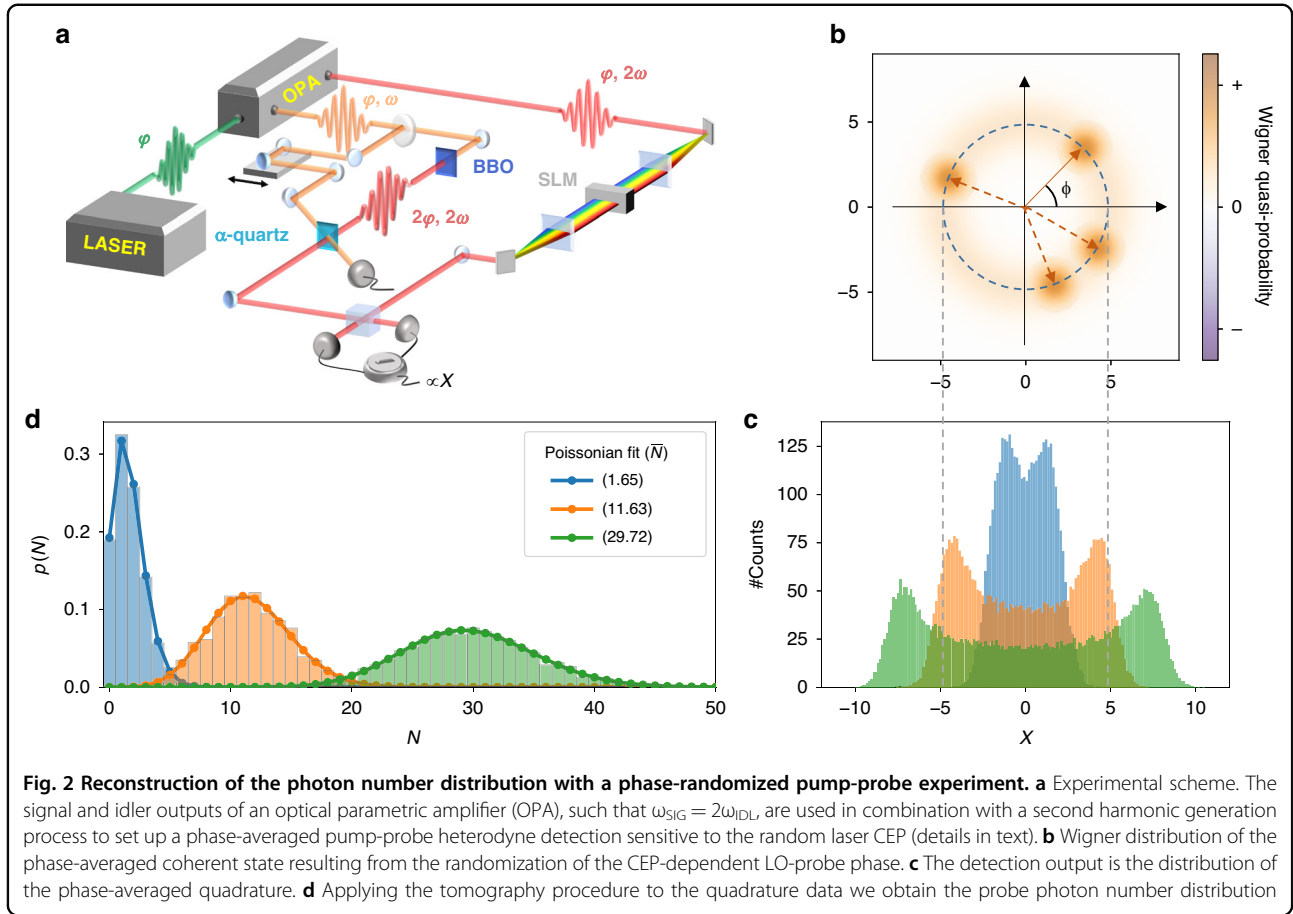 a
OPA
φ, 2ω
φ, ω
φ
BBO
SLM
2φ, 2ω
α-quartz
LASER
∝X
b
5
0
−5
−5
0
5
ϕ
+
0
−
Wigner quasi-probability
d
0.3
0.2
0.1
0.0
p(N)
0
10
20
30
40
50
N
Poissonian fit (N̅)
(1.65)
(11.63)
(29.72)
c
125
100
75
50
25
0
#Counts
−10
−5
0
5
10
X
Fig. 2 Reconstruction of the photon number distribution with a phase-randomized pump-probe experiment. a Experimental scheme. The
signal and idler outputs of an optical parametric amplifier (OPA), such that ωSIG = 2ωIDL, are used in combination with a second harmonic generation
process to set up a phase-averaged pump-probe heterodyne detection sensitive to the random laser CEP (details in text). b Wigner distribution of the
phase-averaged coherent state resulting from the randomization of the CEP-dependent LO-probe phase. c The detection output is the distribution of
the phase-averaged quadrature. d Applying the tomography procedure to the quadrature data we obtain the probe photon number distribution